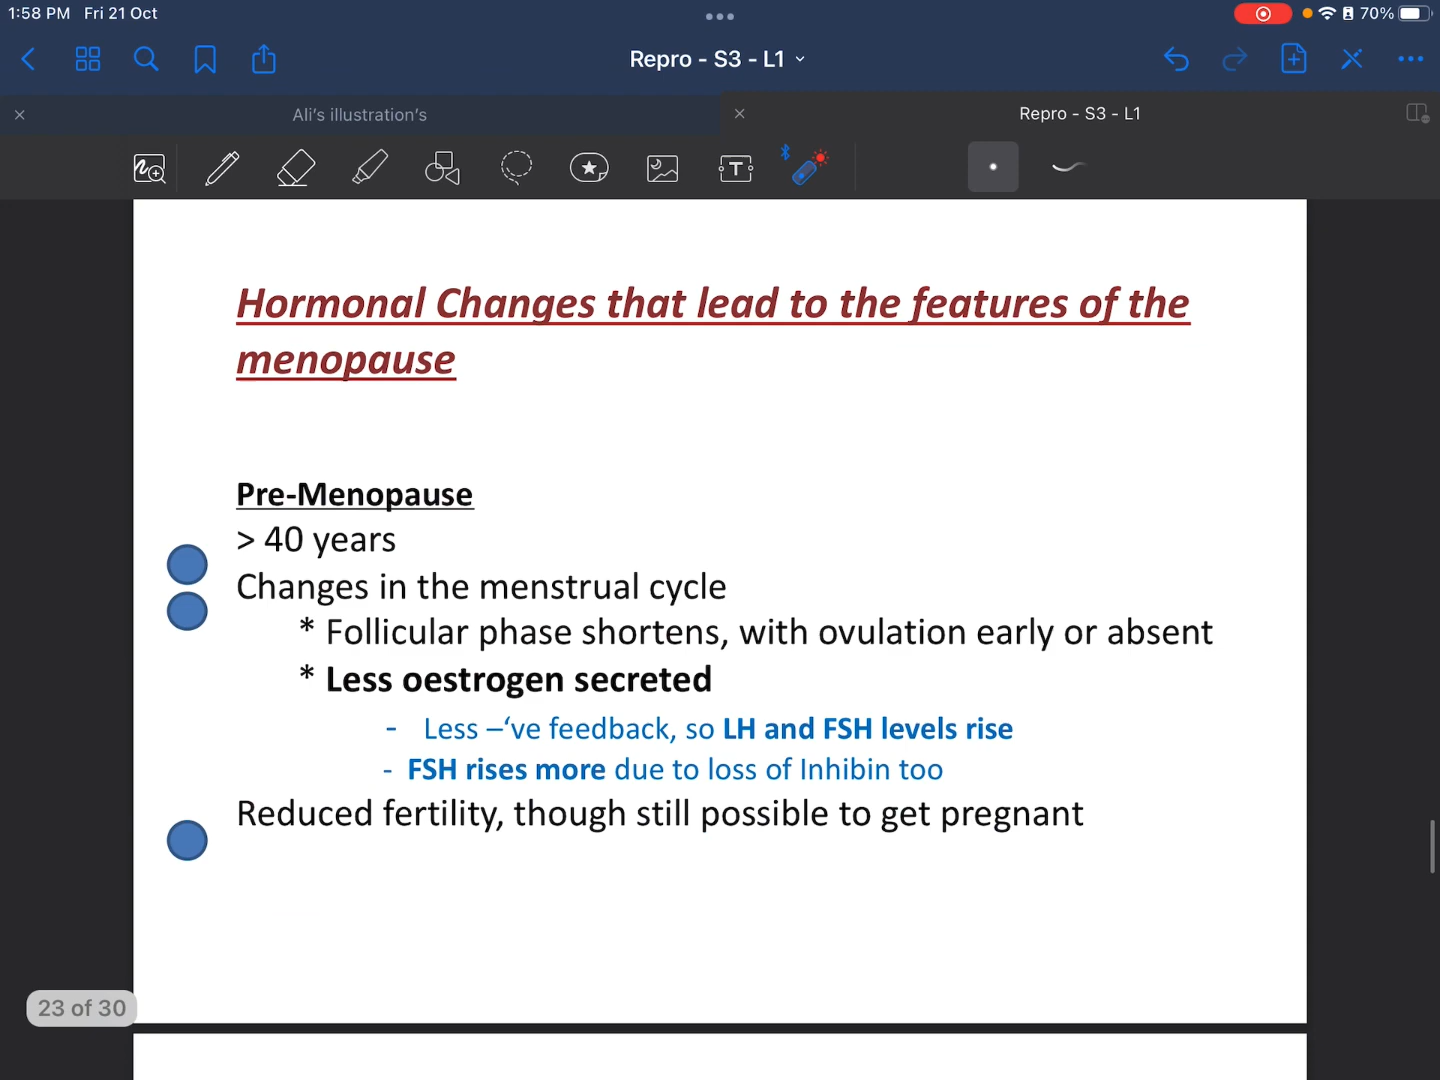 1:58 PM Fri 21 Oct
70%
Repro - S3 - L1
Ali's illustration's
Repro - S3 - L1
T
Hormonal Changes that lead to the features of the
menopause
Pre-Menopause
> 40 years
Changes in the menstrual cycle
* Follicular phase shortens, with ovulation early or absent
* Less oestrogen secreted
- Less –‘ve feedback, so LH and FSH levels rise
- FSH rises more due to loss of Inhibin too
Reduced fertility, though still possible to get pregnant
23 of 30